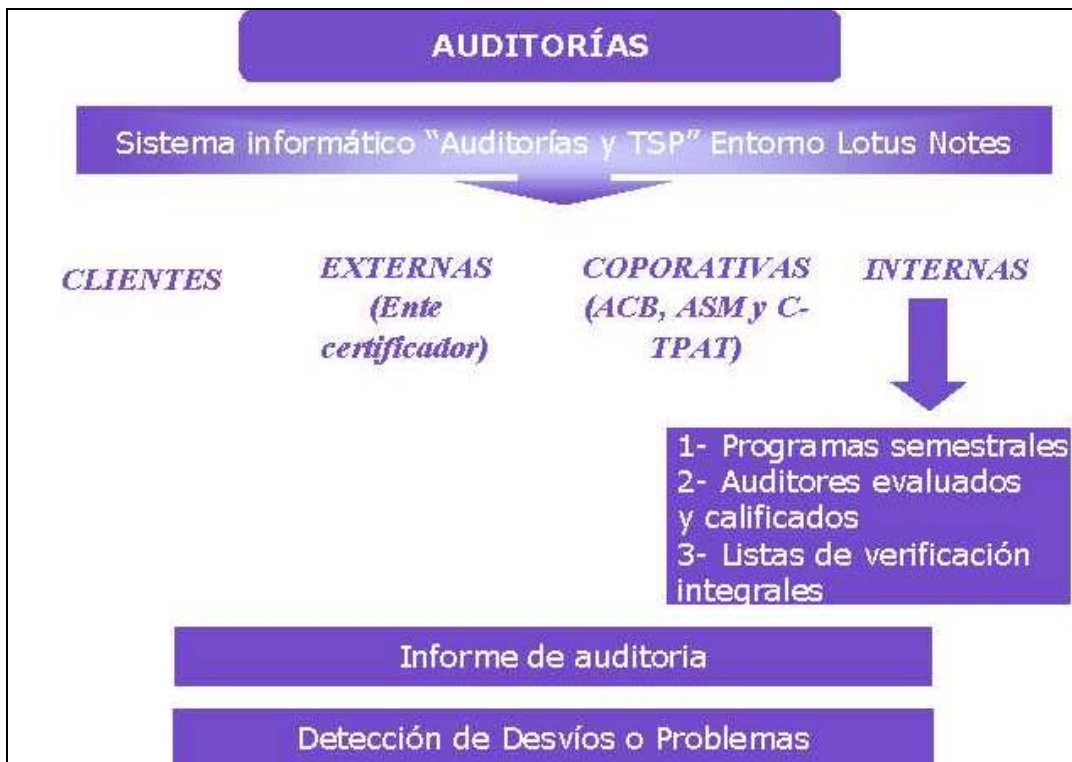 AUDITORÍAS
Sistema informático “Auditorías y TSP” Entorno Lotus Notes
CLIENTES
EXTERNAS
(Ente
certificador)
COPORATIVAS
(ACB, ASM y C-
TPAT)
INTERNAS
1- Programas semestrales
2- Auditores evaluados
y calificados
3- Listas de verificación
integrales
Informe de auditoria
Detección de Desvíos o Problemas